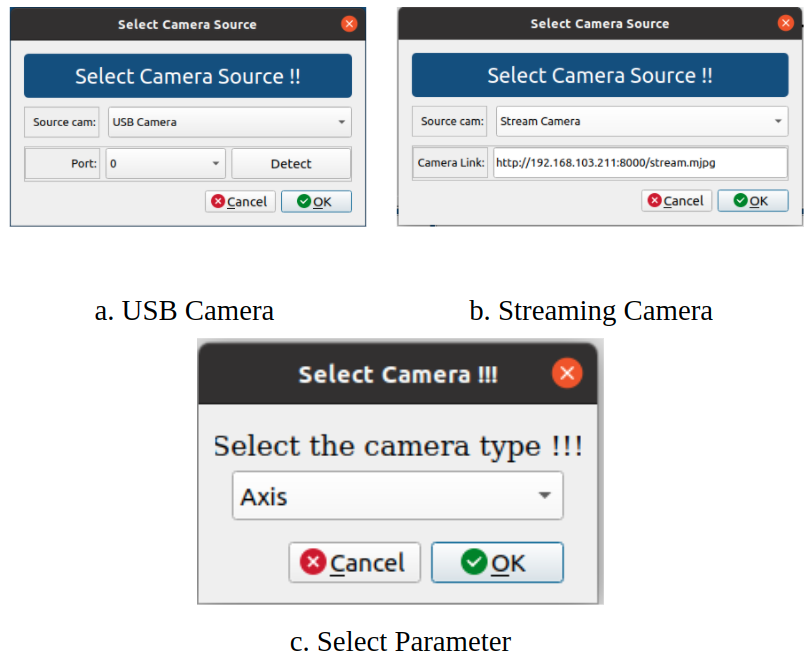 Select Camera Source
Select Camera Source !!
Source cam: USB Camera
Port: 0 Detect
Cancel OK
a. USB Camera
Select Camera Source
Select Camera Source !!
Source cam: Stream Camera
Camera Link: http://192.168.103.211:8000/stream.mjpg
Cancel OK
b. Streaming Camera
Select Camera !!!
Select the camera type !!!
Axis
Cancel OK
c. Select Parameter